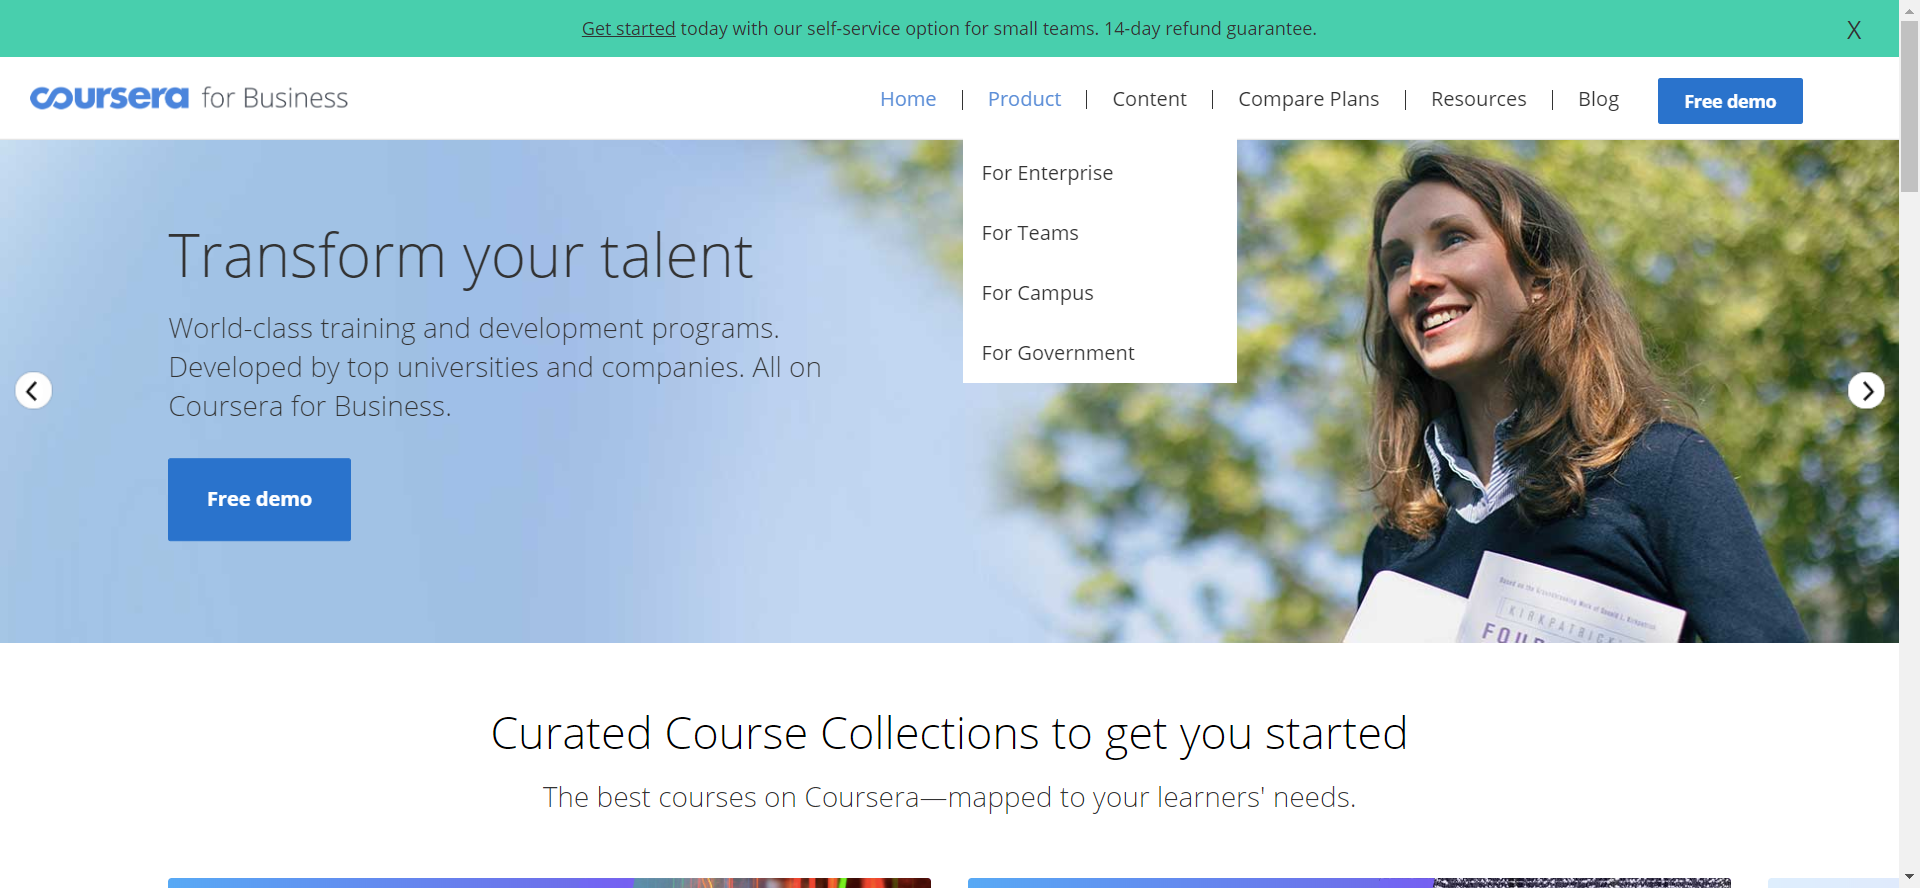 Get started today with our self-service option for small teams. 14-day refund guarantee.
X
coursera for Business
Home | Product | Content | Compare Plans | Resources | Blog
Free demo
For Enterprise
For Teams
For Campus
For Government
Transform your talent
World-class training and development programs.
Developed by top universities and companies. All on
Coursera for Business.
Free demo
KIRKPATRICK
Curated Course Collections to get you started
The best courses on Coursera—mapped to your learners' needs.